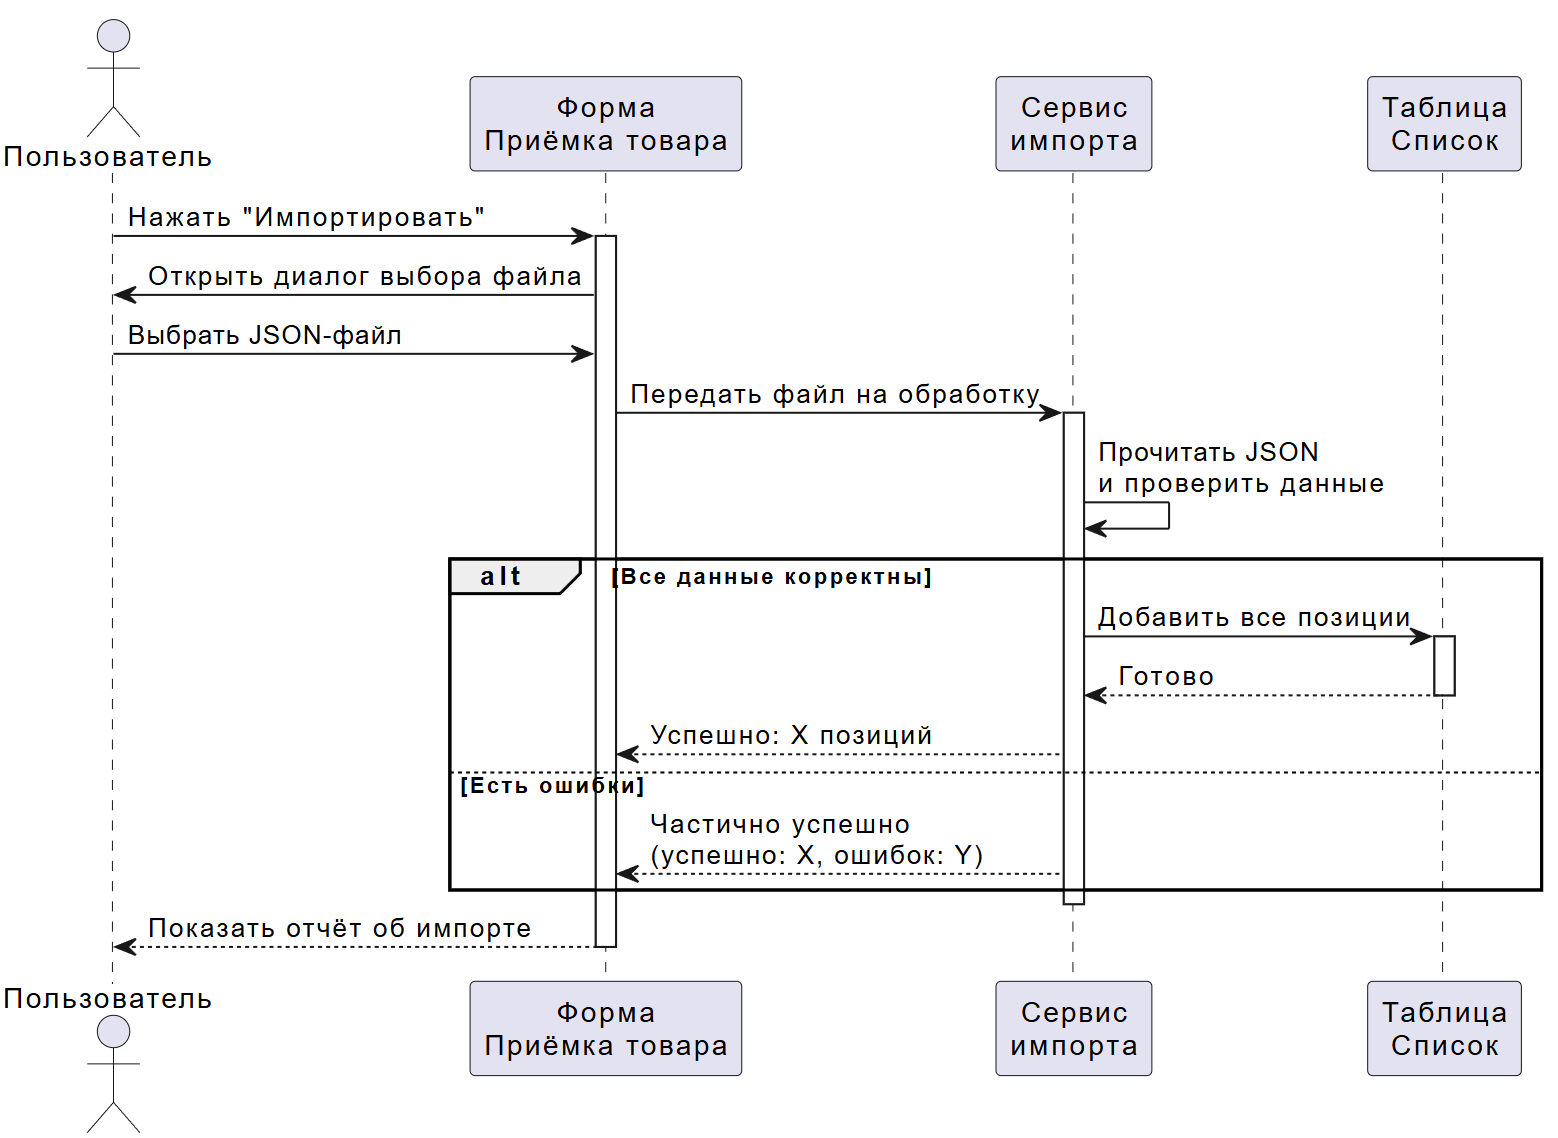 Пользователь
Форма
Приёмка товара
Сервис
импорта
Таблица
Список
Нажать "Импортировать"
Открыть диалог выбора файла
Выбрать JSON-файл
Передать файл на обработку
Прочитать JSON
и проверить данные
alt
[Все данные корректны]
Добавить все позиции
Готово
Успешно: X позиций
[Есть ошибки]
Частично успешно
(успешно: X, ошибок: Y)
Показать отчёт об импорте
Пользователь
Форма
Приёмка товара
Сервис
импорта
Таблица
Список